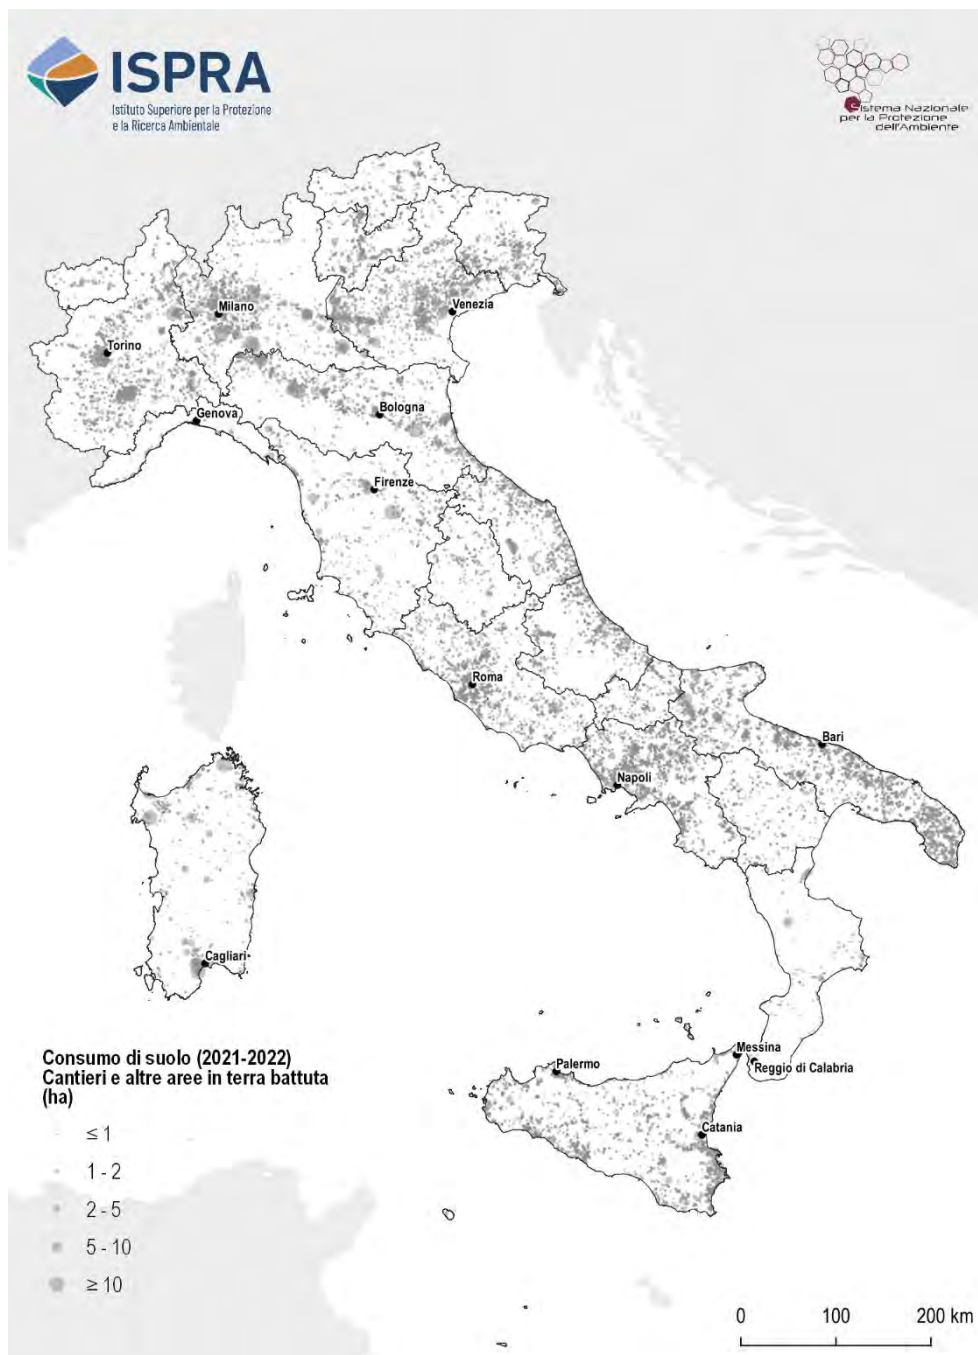 ISPRA
Istituto Superiore per la Protezione
e la Ricerca Ambientale
Sistema Nazionale
per la Protezione
dell'Ambiente
Milano
Venezia
Torino
Genova
Bologna
Firenze
Roma
Bari
Napoli
Cagliari
Messina
Reggio di Calabria
Palermo
Catania
Consumo di suolo (2021-2022)
Cantieri e altre aree in terra battuta
(ha)
≤ 1
1 - 2
2 - 5
5 - 10
≥ 10
0 100 200 km